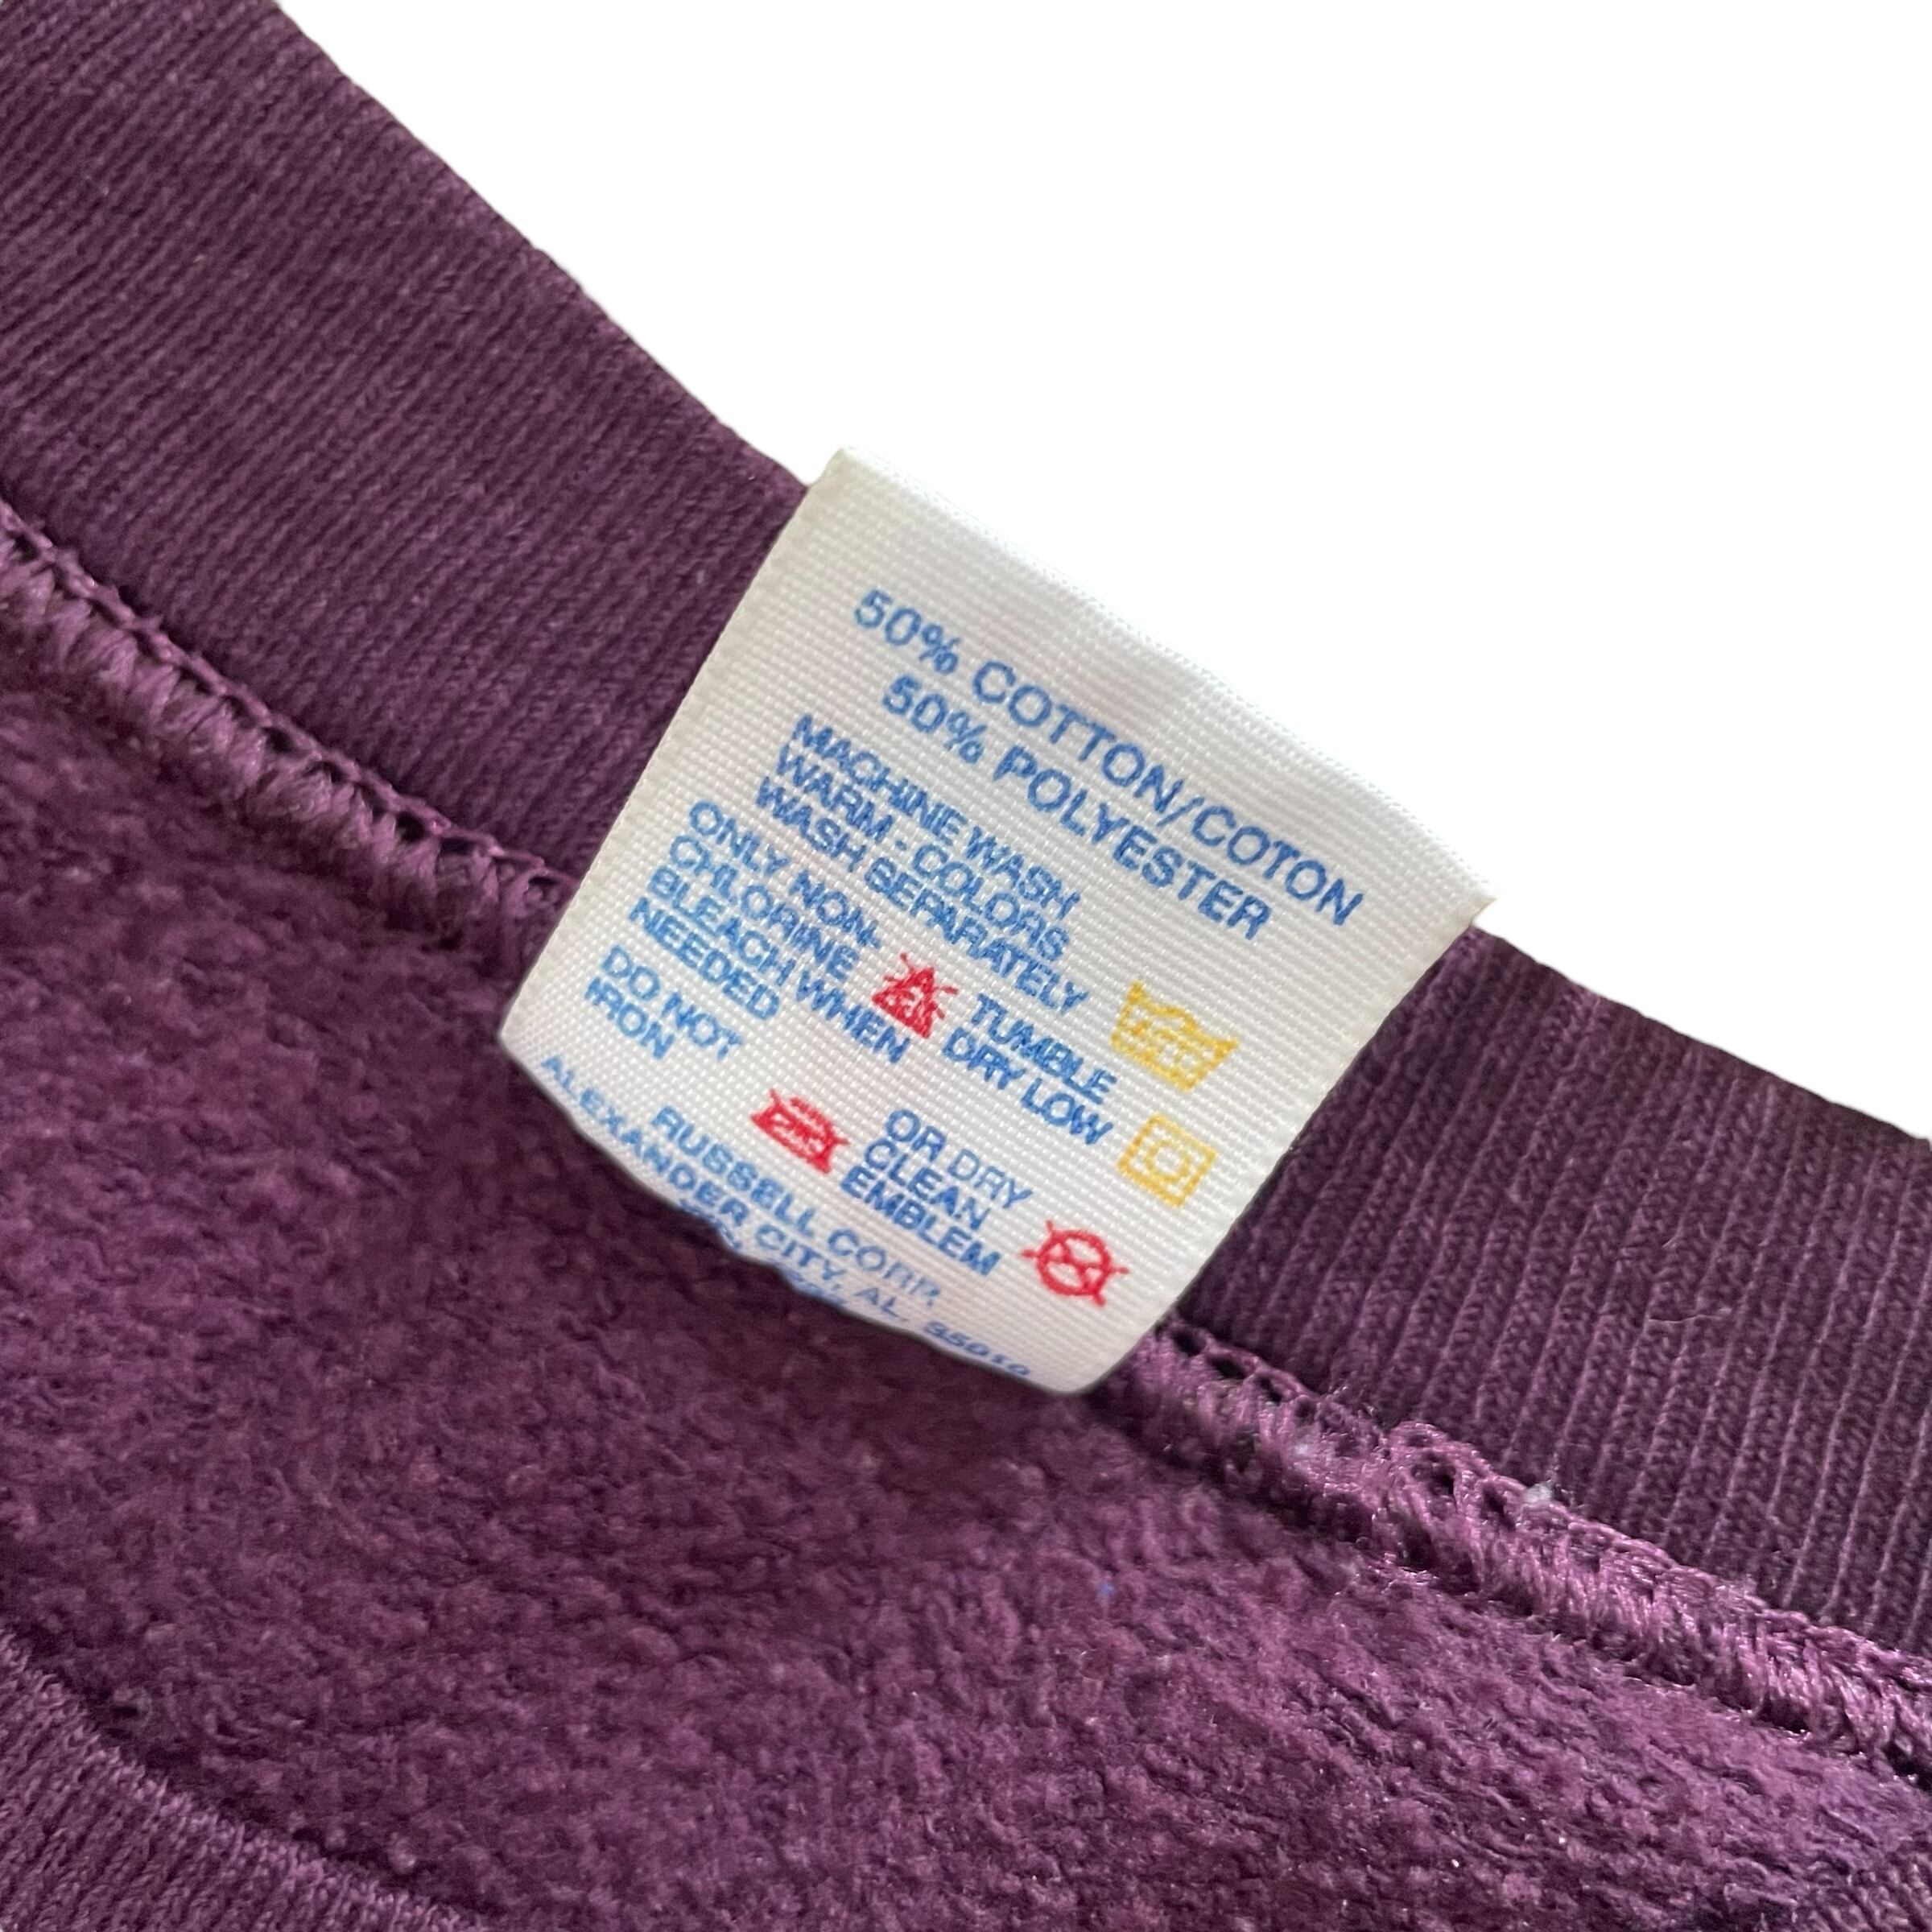 50% COTTON/COTON
50% POLYESTER
MACHINE WASH
WARM - COLORS
WASH SEPARATELY
ONLY NON-
CHLORINE
BLEACH WHEN
NEEDED
TUMBLE
DRY LOW
DO NOT
IRON
OR DRY
CLEAN
EMBLEM
RUSSELL CORP.
ALEXANDER CITY, AL. 35010